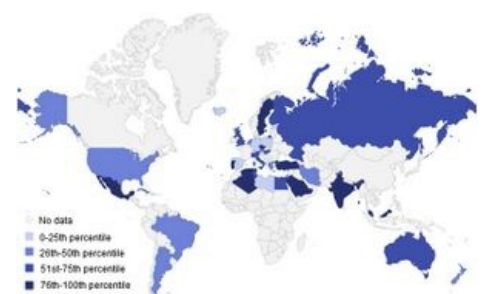 No data
0-25th percentile
26th-50th percentile
51st-75th percentile
76th-100th percentile